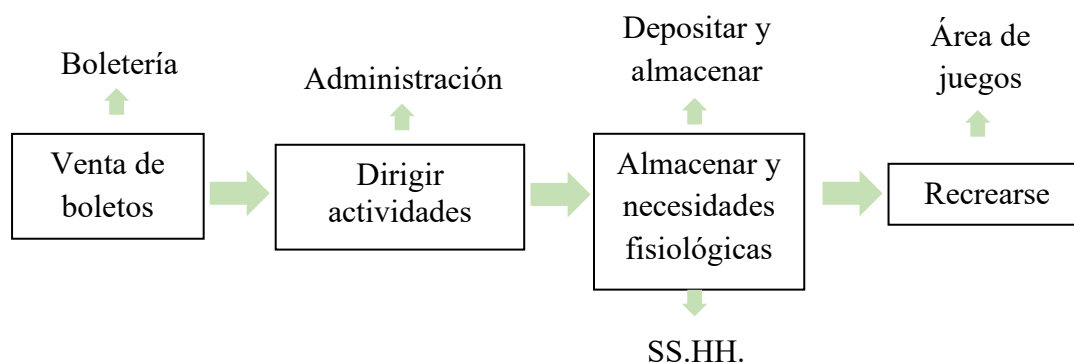 Boletería
Venta de
boletos
Administración
Dirigir
actividades
Depositar y
almacenar
Almacenar y
necesidades
fisiológicas
SS.HH.
Área de
juegos
Recrearse